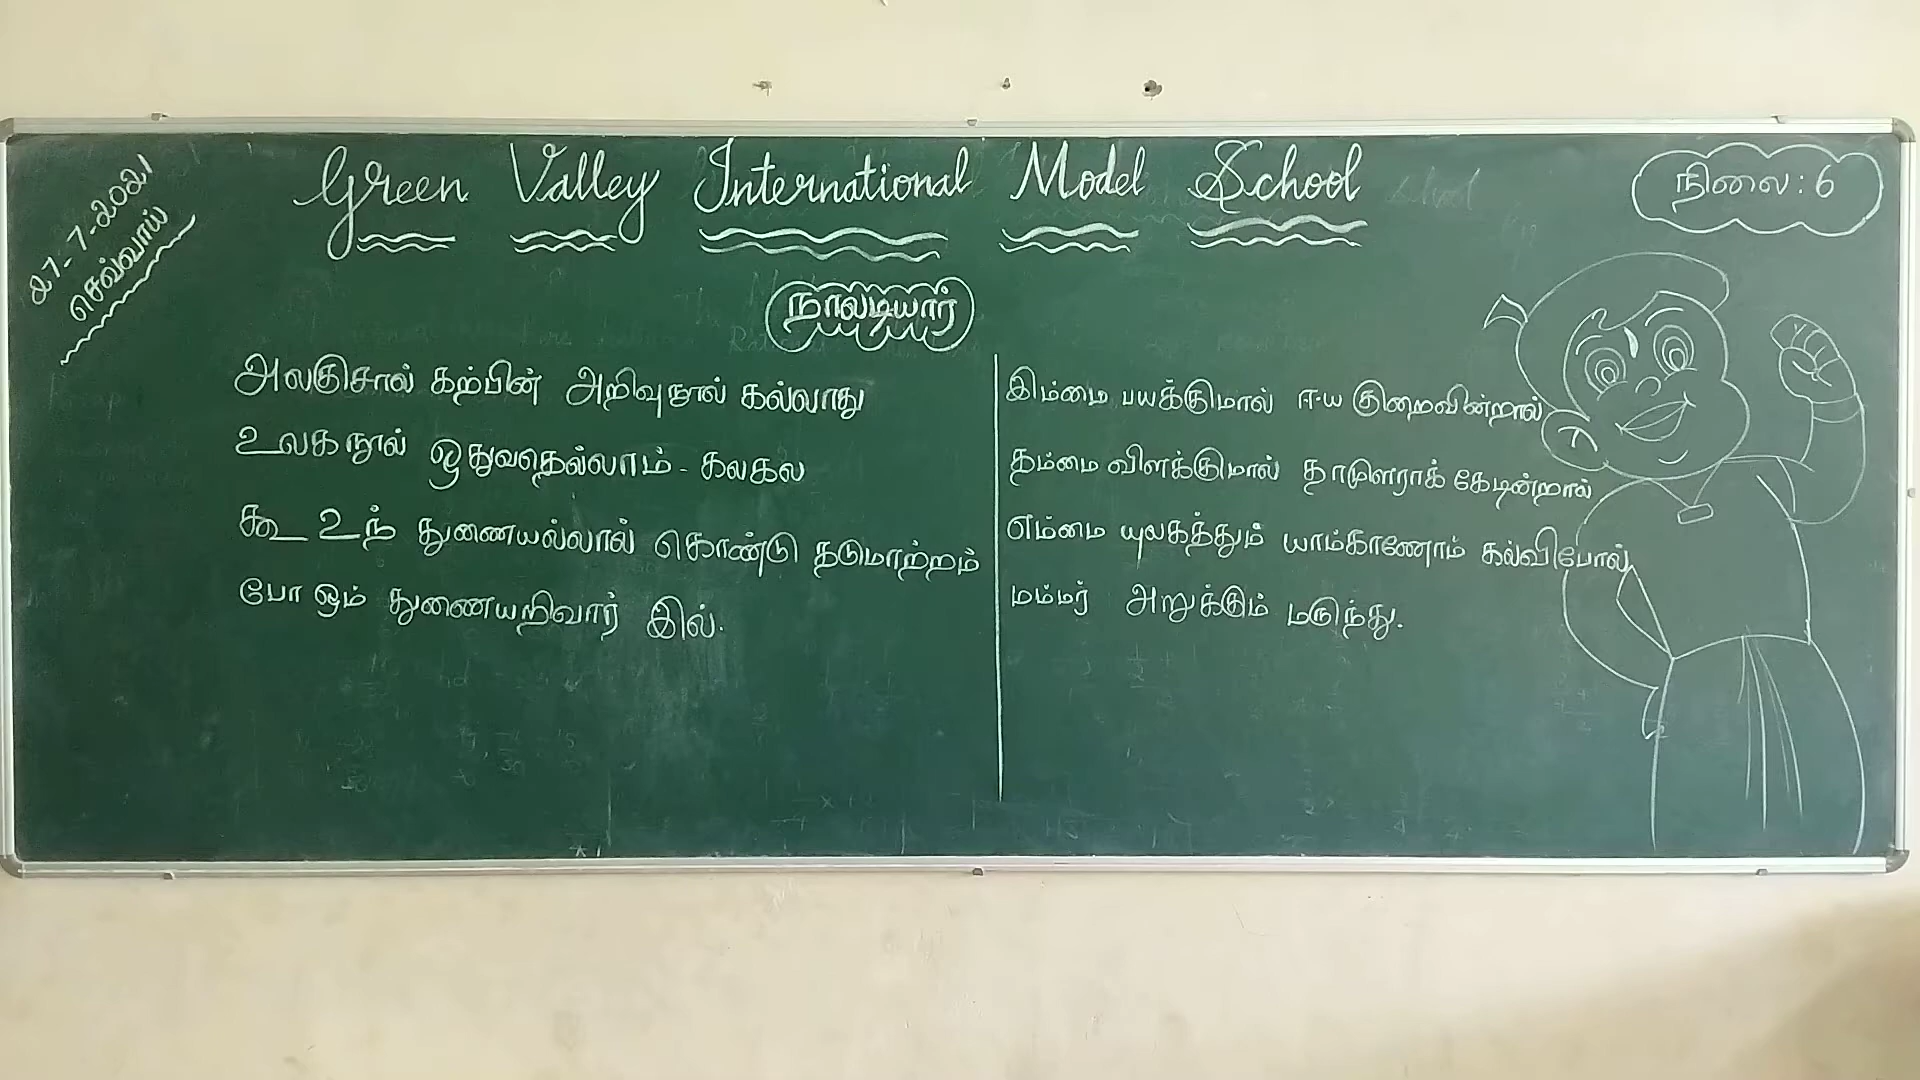 27-7-2021
செவ்வாய்
Green Valley International Model School
நிலை: 6
நாலடியார்
அலகுசால் கற்பின் அறிவுநூல் கல்லாது
உலகநூல் ஓதுவதெல்லாம் - கலகல
கூ உந் துணையல்லால் கொண்டு தடுமாற்றம்
போ ஒம் துணையறிவார் இல்.
இம்மை பயக்குமால் ஈய குறைவின்றால்
தம்மை விளக்குமால் தாமுளராக் கேடின்றால்
எம்மை யுலகத்தும் யாம்காணோம் கல்விபோல்
மம்மர் அறுக்கும் மருந்து.